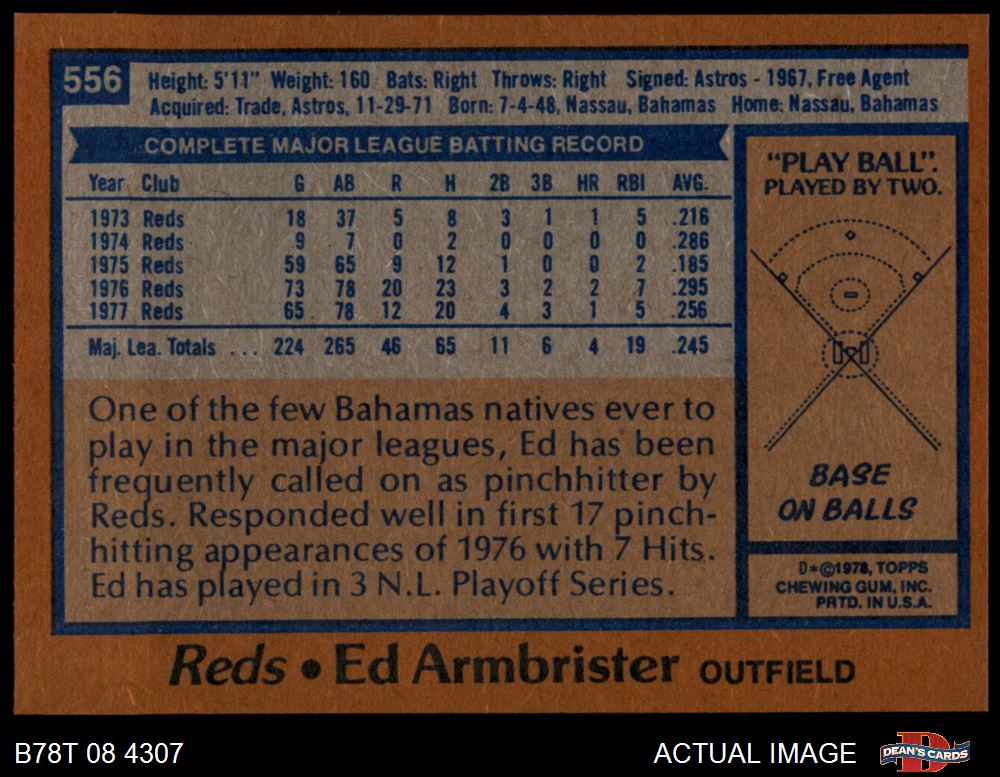 556
Height: 5'11" Weight: 160 Bats: Right Throws: Right Signed: Astros - 1967, Free Agent
Acquired: Trade, Astros, 11-29-71 Born: 7-4-48, Nassau, Bahamas Home: Nassau, Bahamas
COMPLETE MAJOR LEAGUE BATTING RECORD
Year Club G AB R H 2B 3B HR RBI AVG.
1973 Reds 18 37 5 8 3 1 1 5 .216
1974 Reds 9 7 0 2 0 0 0 0 .286
1975 Reds 59 65 9 12 1 0 0 2 .185
1976 Reds 73 78 20 23 3 2 2 7 .295
1977 Reds 65 78 12 20 4 3 1 5 .256
Maj. Lea. Totals ... 224 265 46 65 11 6 4 19 .245
One of the few Bahamas natives ever to
play in the major leagues, Ed has been
frequently called on as pinchhitter by
Reds. Responded well in first 17 pinch-
hitting appearances of 1976 with 7 Hits.
Ed has played in 3 N.L. Playoff Series.
"PLAY BALL".
PLAYED BY TWO.
BASE
ON BALLS
D*©1978, TOPPS
CHEWING GUM, INC.
PRTD. IN U.S.A.
Reds • Ed Armbrister OUTFIELD
B78T 08 4307
ACTUAL IMAGE
DEAN'S CARDS